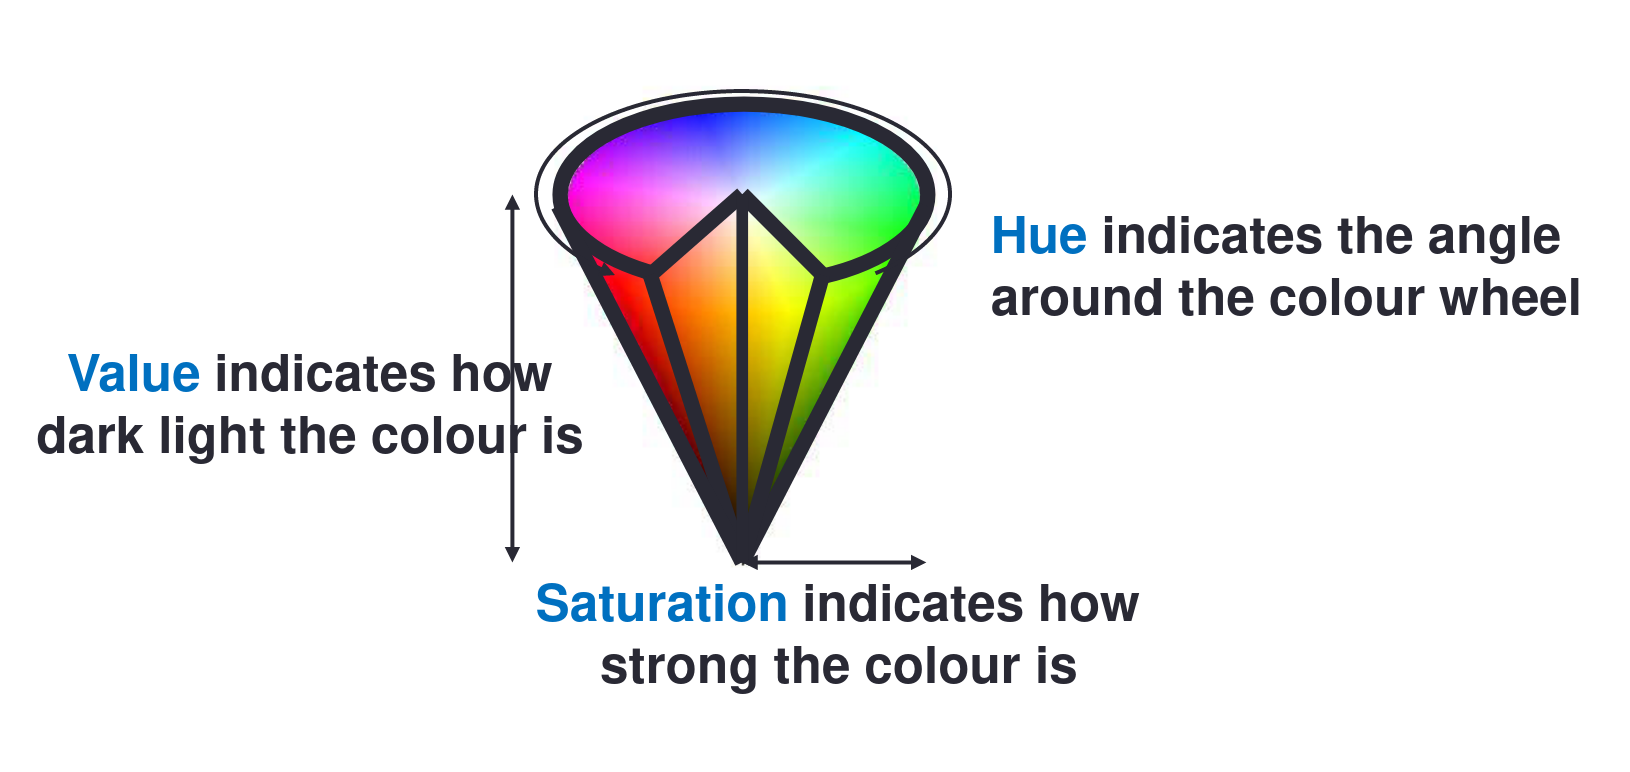 Hue indicates the angle
around the colour wheel
Value indicates how
dark light the colour is
Saturation indicates how
strong the colour is